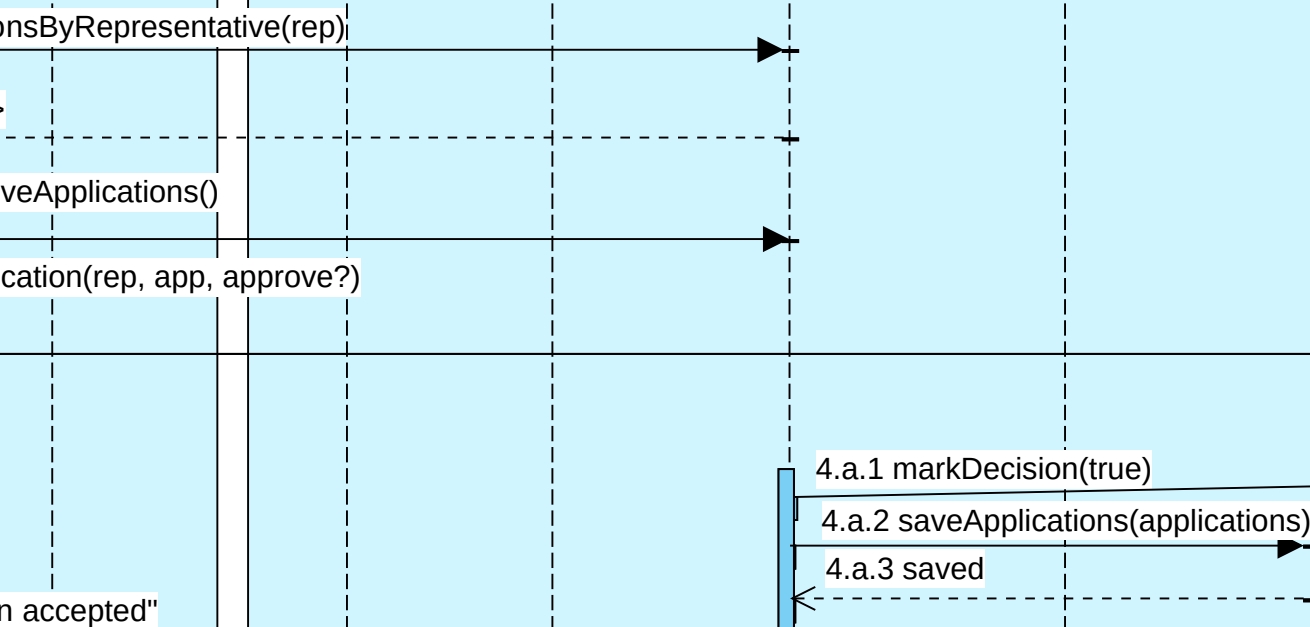 onsByRepresentative(rep)
>
veApplications()
cation(rep, app, approve?)
4.a.1 markDecision(true)
4.a.2 saveApplications(applications)
4.a.3 saved
n accepted"